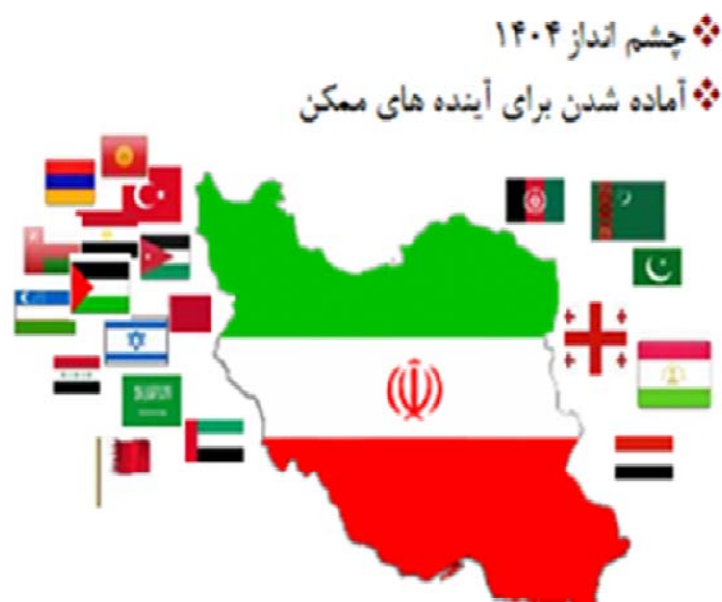 ❖ چشم انداز ۱۴۰۴
❖ آماده شدن برای آینده های ممکن